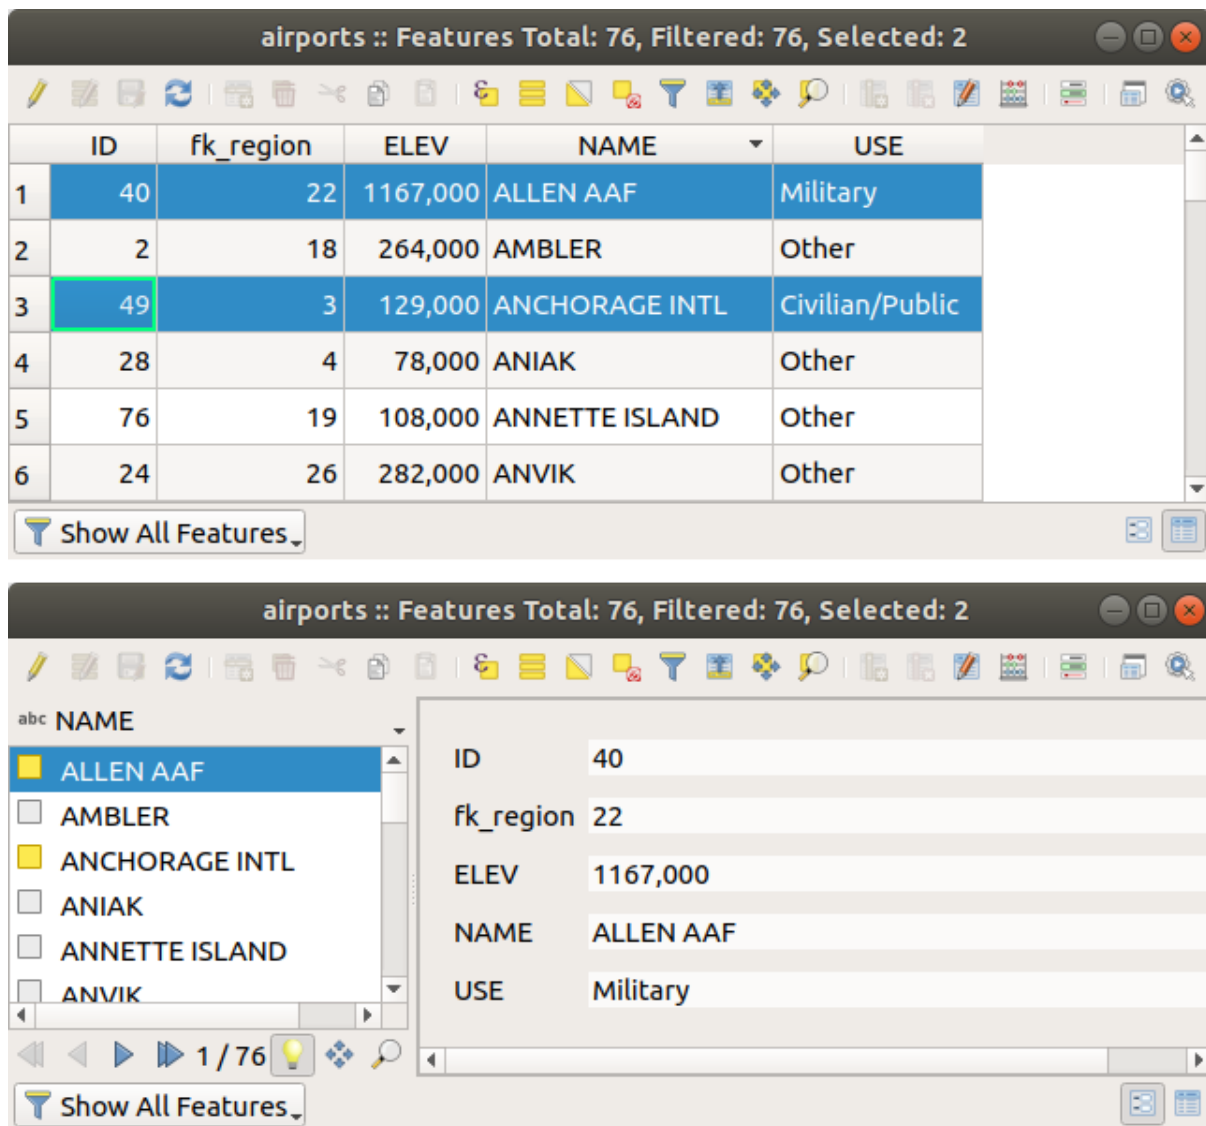 airports :: Features Total: 76, Filtered: 76, Selected: 2
ID fk_region ELEV NAME USE
1 40 22 1167,000 ALLEN AAF Military
2 2 18 264,000 AMBLER Other
3 49 3 129,000 ANCHORAGE INTL Civilian/Public
4 28 4 78,000 ANIAK Other
5 76 19 108,000 ANNETTE ISLAND Other
6 24 26 282,000 ANVIK Other
Show All Features
airports :: Features Total: 76, Filtered: 76, Selected: 2
abc NAME
ALLEN AAF
AMBLER
ANCHORAGE INTL
ANIAK
ANNETTE ISLAND
ANVIK
1 / 76
ID 40
fk_region 22
ELEV 1167,000
NAME ALLEN AAF
USE Military
Show All Features